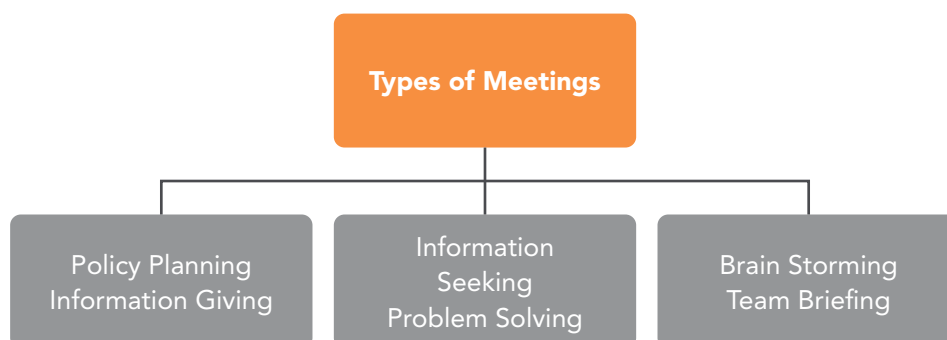 Types of Meetings
Policy Planning
Information Giving
Information
Seeking
Problem Solving
Brain Storming
Team Briefing